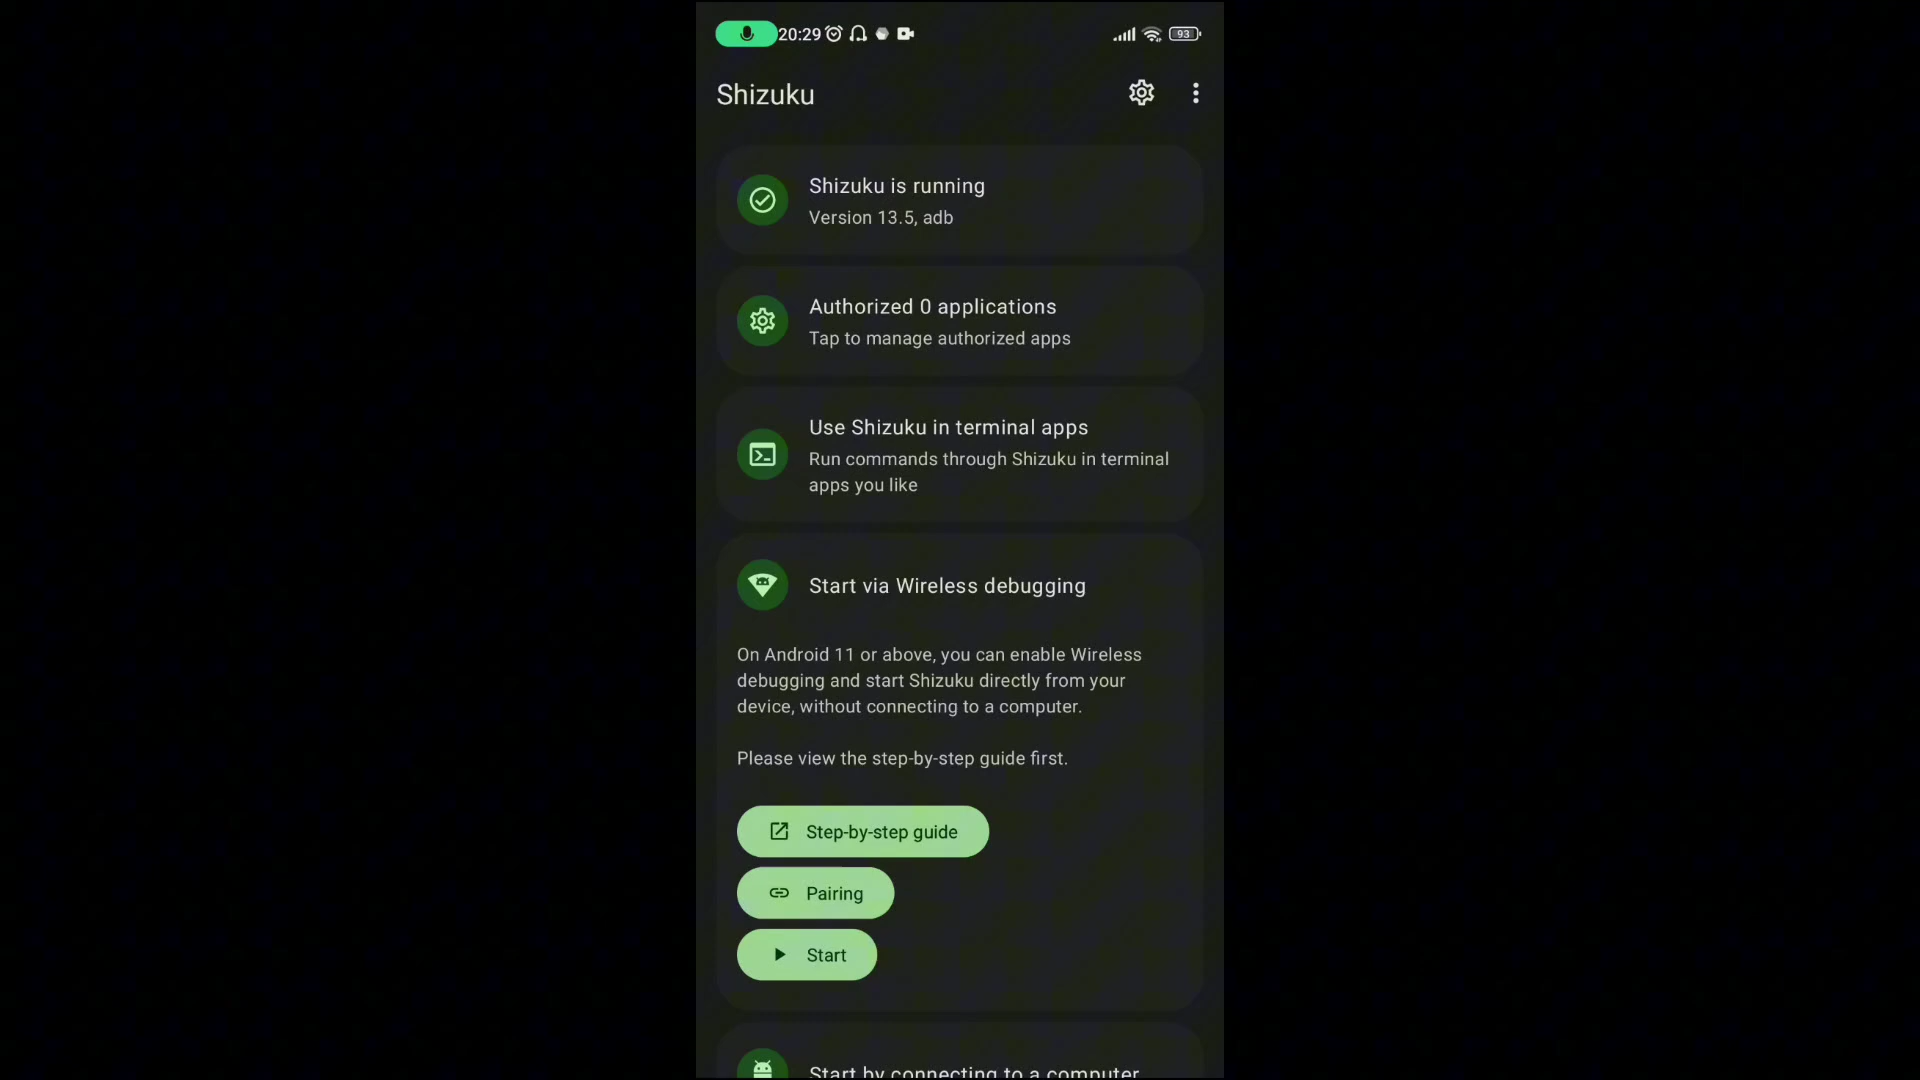 20:29
93
Shizuku
Shizuku is running
Version 13.5, adb
Authorized 0 applications
Tap to manage authorized apps
Use Shizuku in terminal apps
Run commands through Shizuku in terminal
apps you like
Start via Wireless debugging
On Android 11 or above, you can enable Wireless
debugging and start Shizuku directly from your
device, without connecting to a computer.
Please view the step-by-step guide first.
Step-by-step guide
Pairing
Start
Start by connecting to a computer